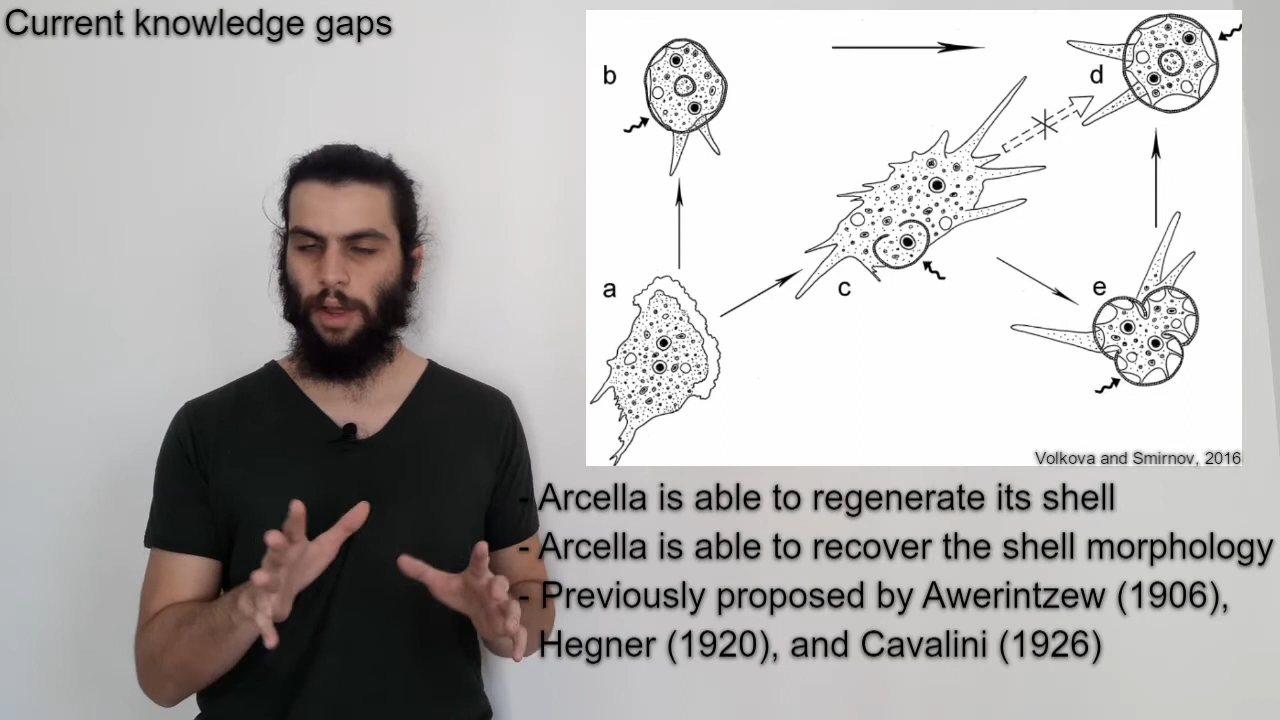 Current knowledge gaps
b
d
a
c
e
Volkova and Smirnov, 2016
- Arcella is able to regenerate its shell
- Arcella is able to recover the shell morphology
- Previously proposed by Awerintzew (1906),
Hegner (1920), and Cavalini (1926)